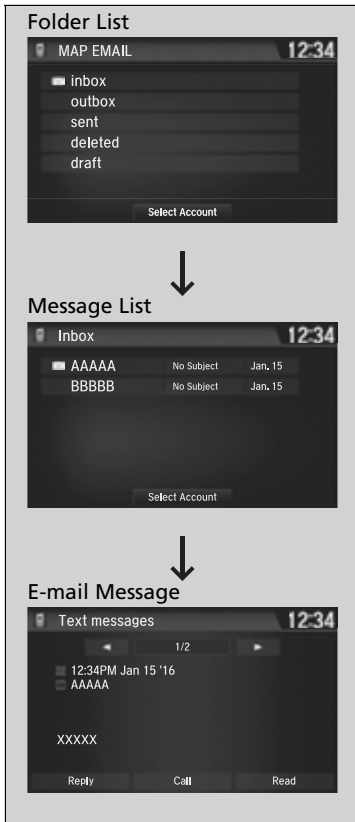 Folder List
MAP EMAIL 12:34
inbox
outbox
sent
deleted
draft
Select Account
Message List
Inbox 12:34
AAAAA No Subject Jan. 15
BBBBB No Subject Jan. 15
Select Account
E-mail Message
Text messages 12:34
1/2
12:34PM Jan 15 '16
AAAAA
XXXXX
Reply Call Read